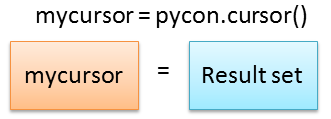 mycursor = pycon.cursor()
mycursor = Result set